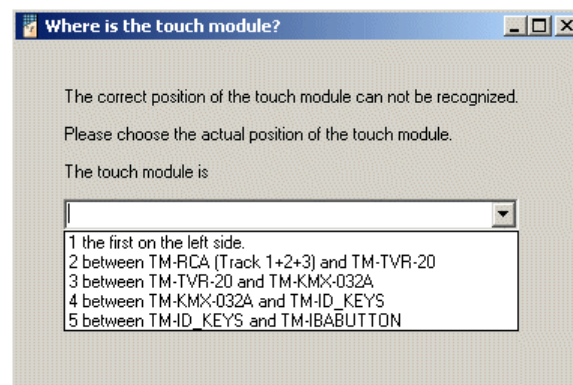 Where is the touch module?
The correct position of the touch module can not be recognized.
Please choose the actual position of the touch module.
The touch module is
1 the first on the left side.
2 between TM-RCA (Track 1+2+3) and TM-TVR-20
3 between TM-TVR-20 and TM-KMX-032A
4 between TM-KMX-032A and TM-ID_KEYS
5 between TM-ID_KEYS and TM-IBABUTTON